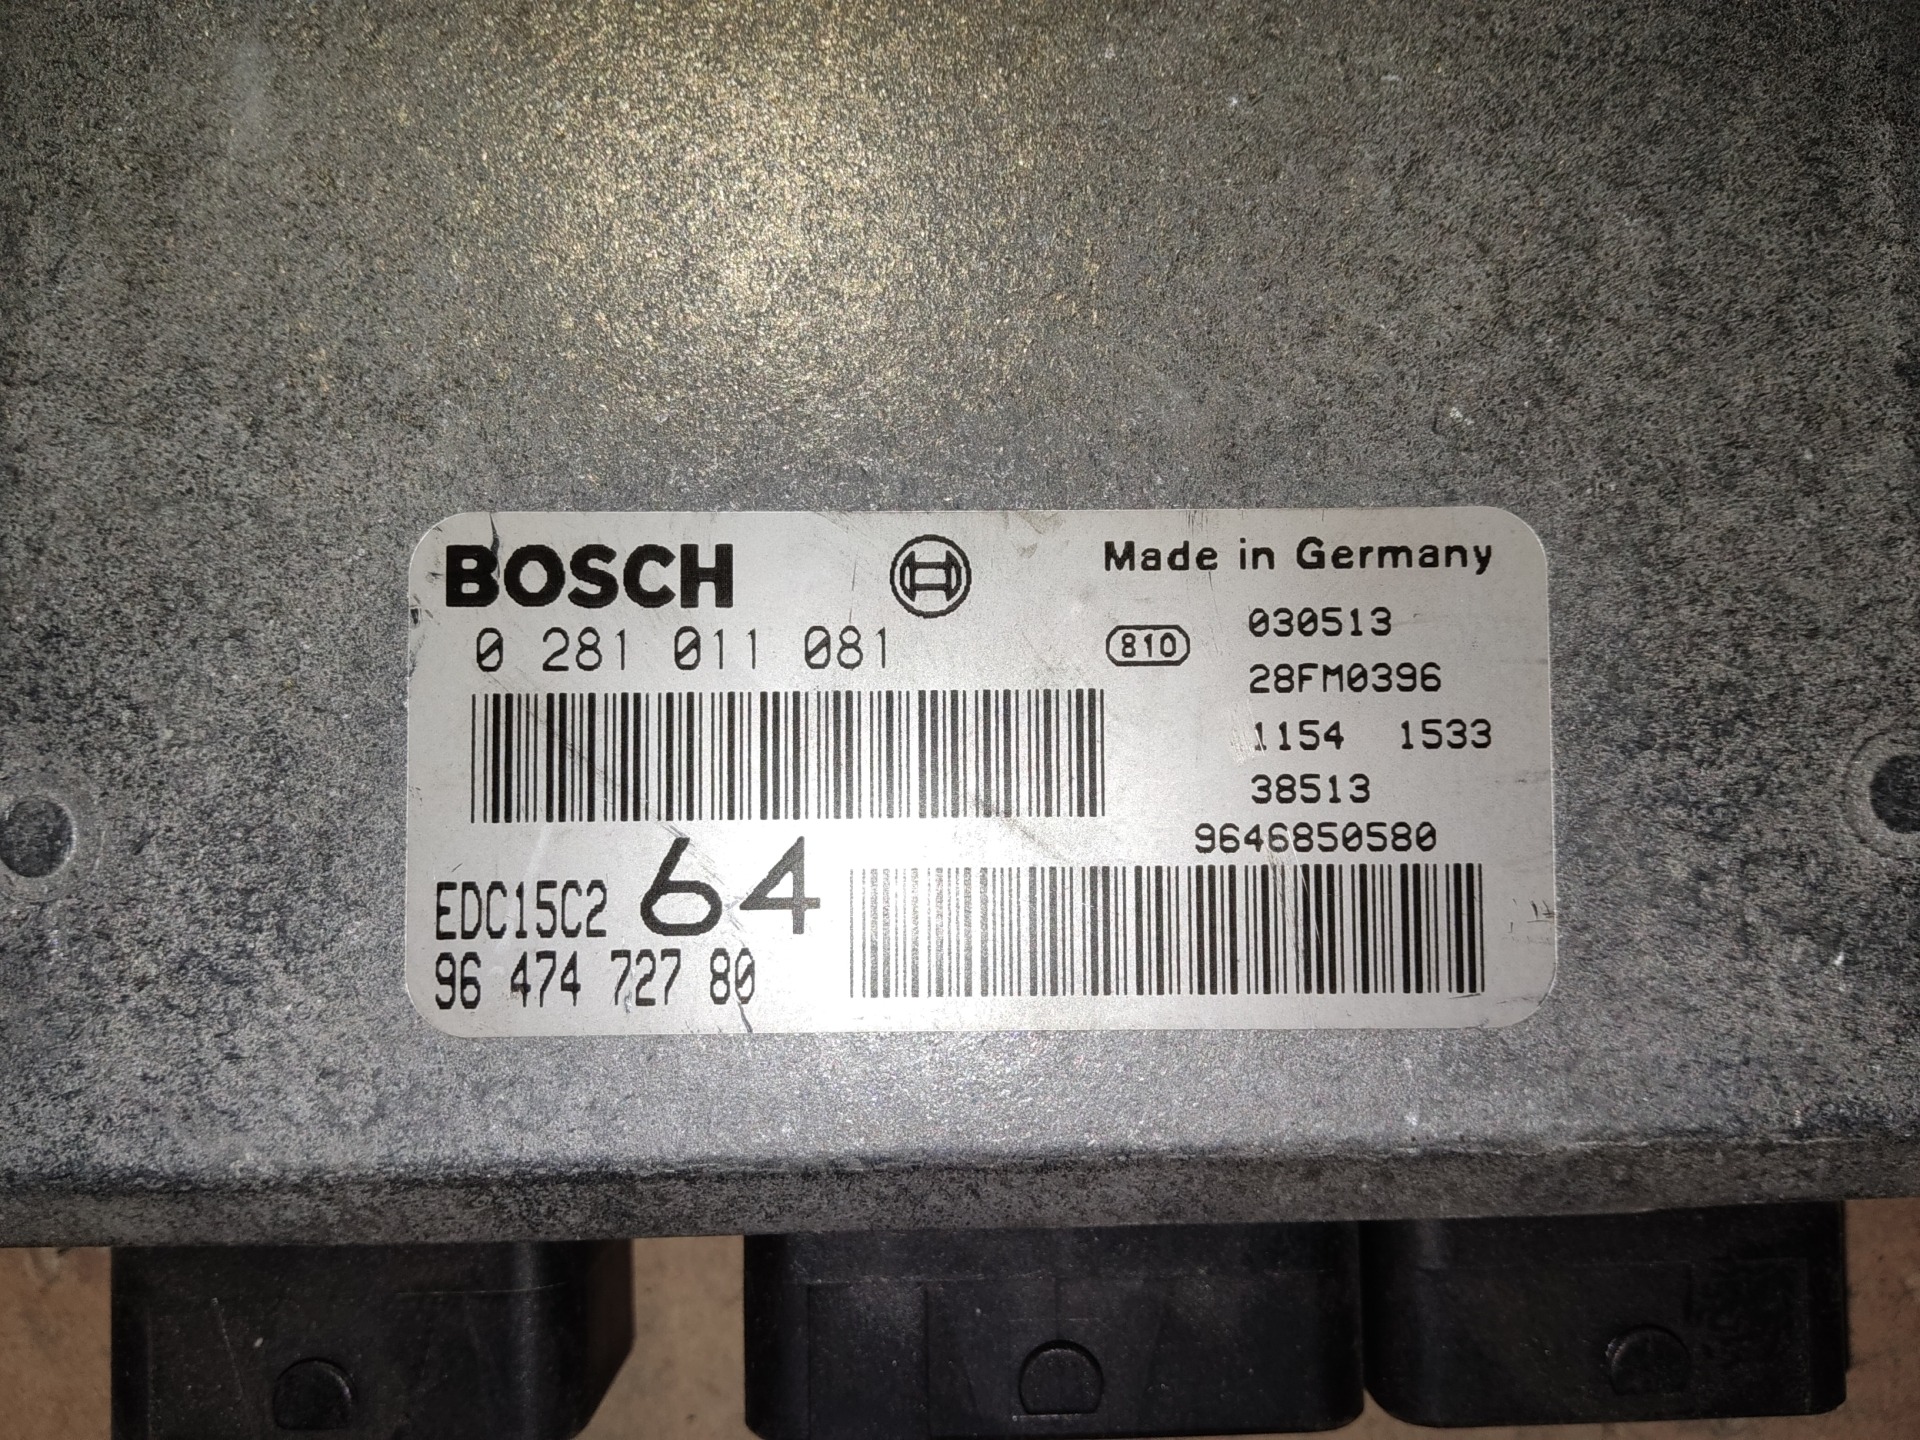 BOSCH
Made in Germany
0 281 011 081
810
030513
28FM0396
1154 1533
38513
9646850580
EDC15C2 64
96 474 727 80